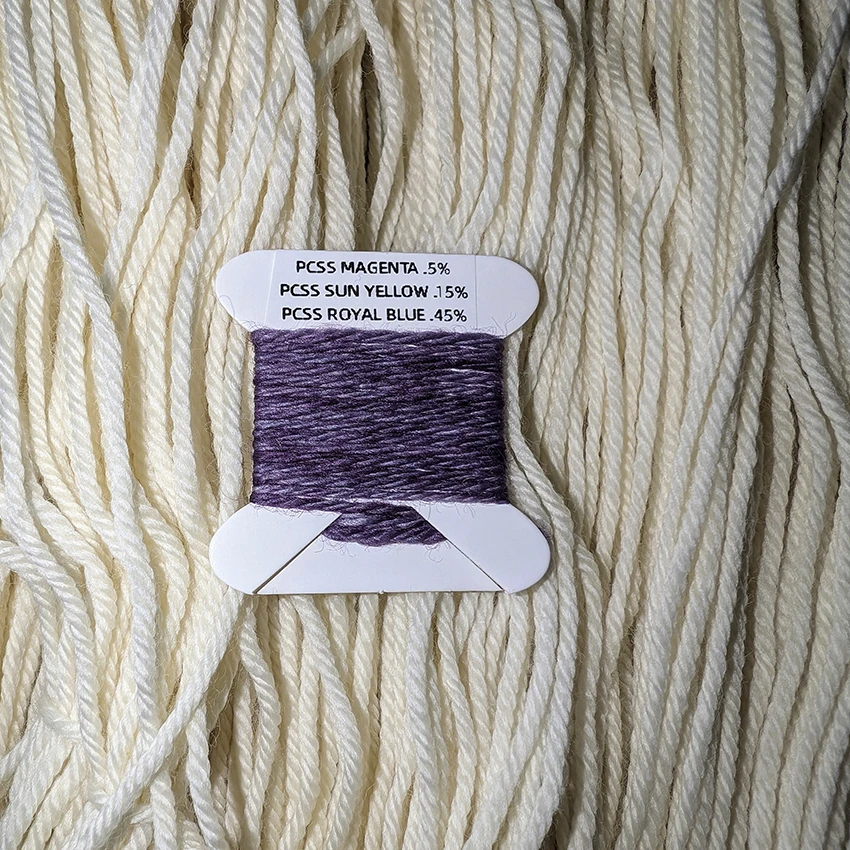 PCSS MAGENTA .5%
PCSS SUN YELLOW .15%
PCSS ROYAL BLUE .45%